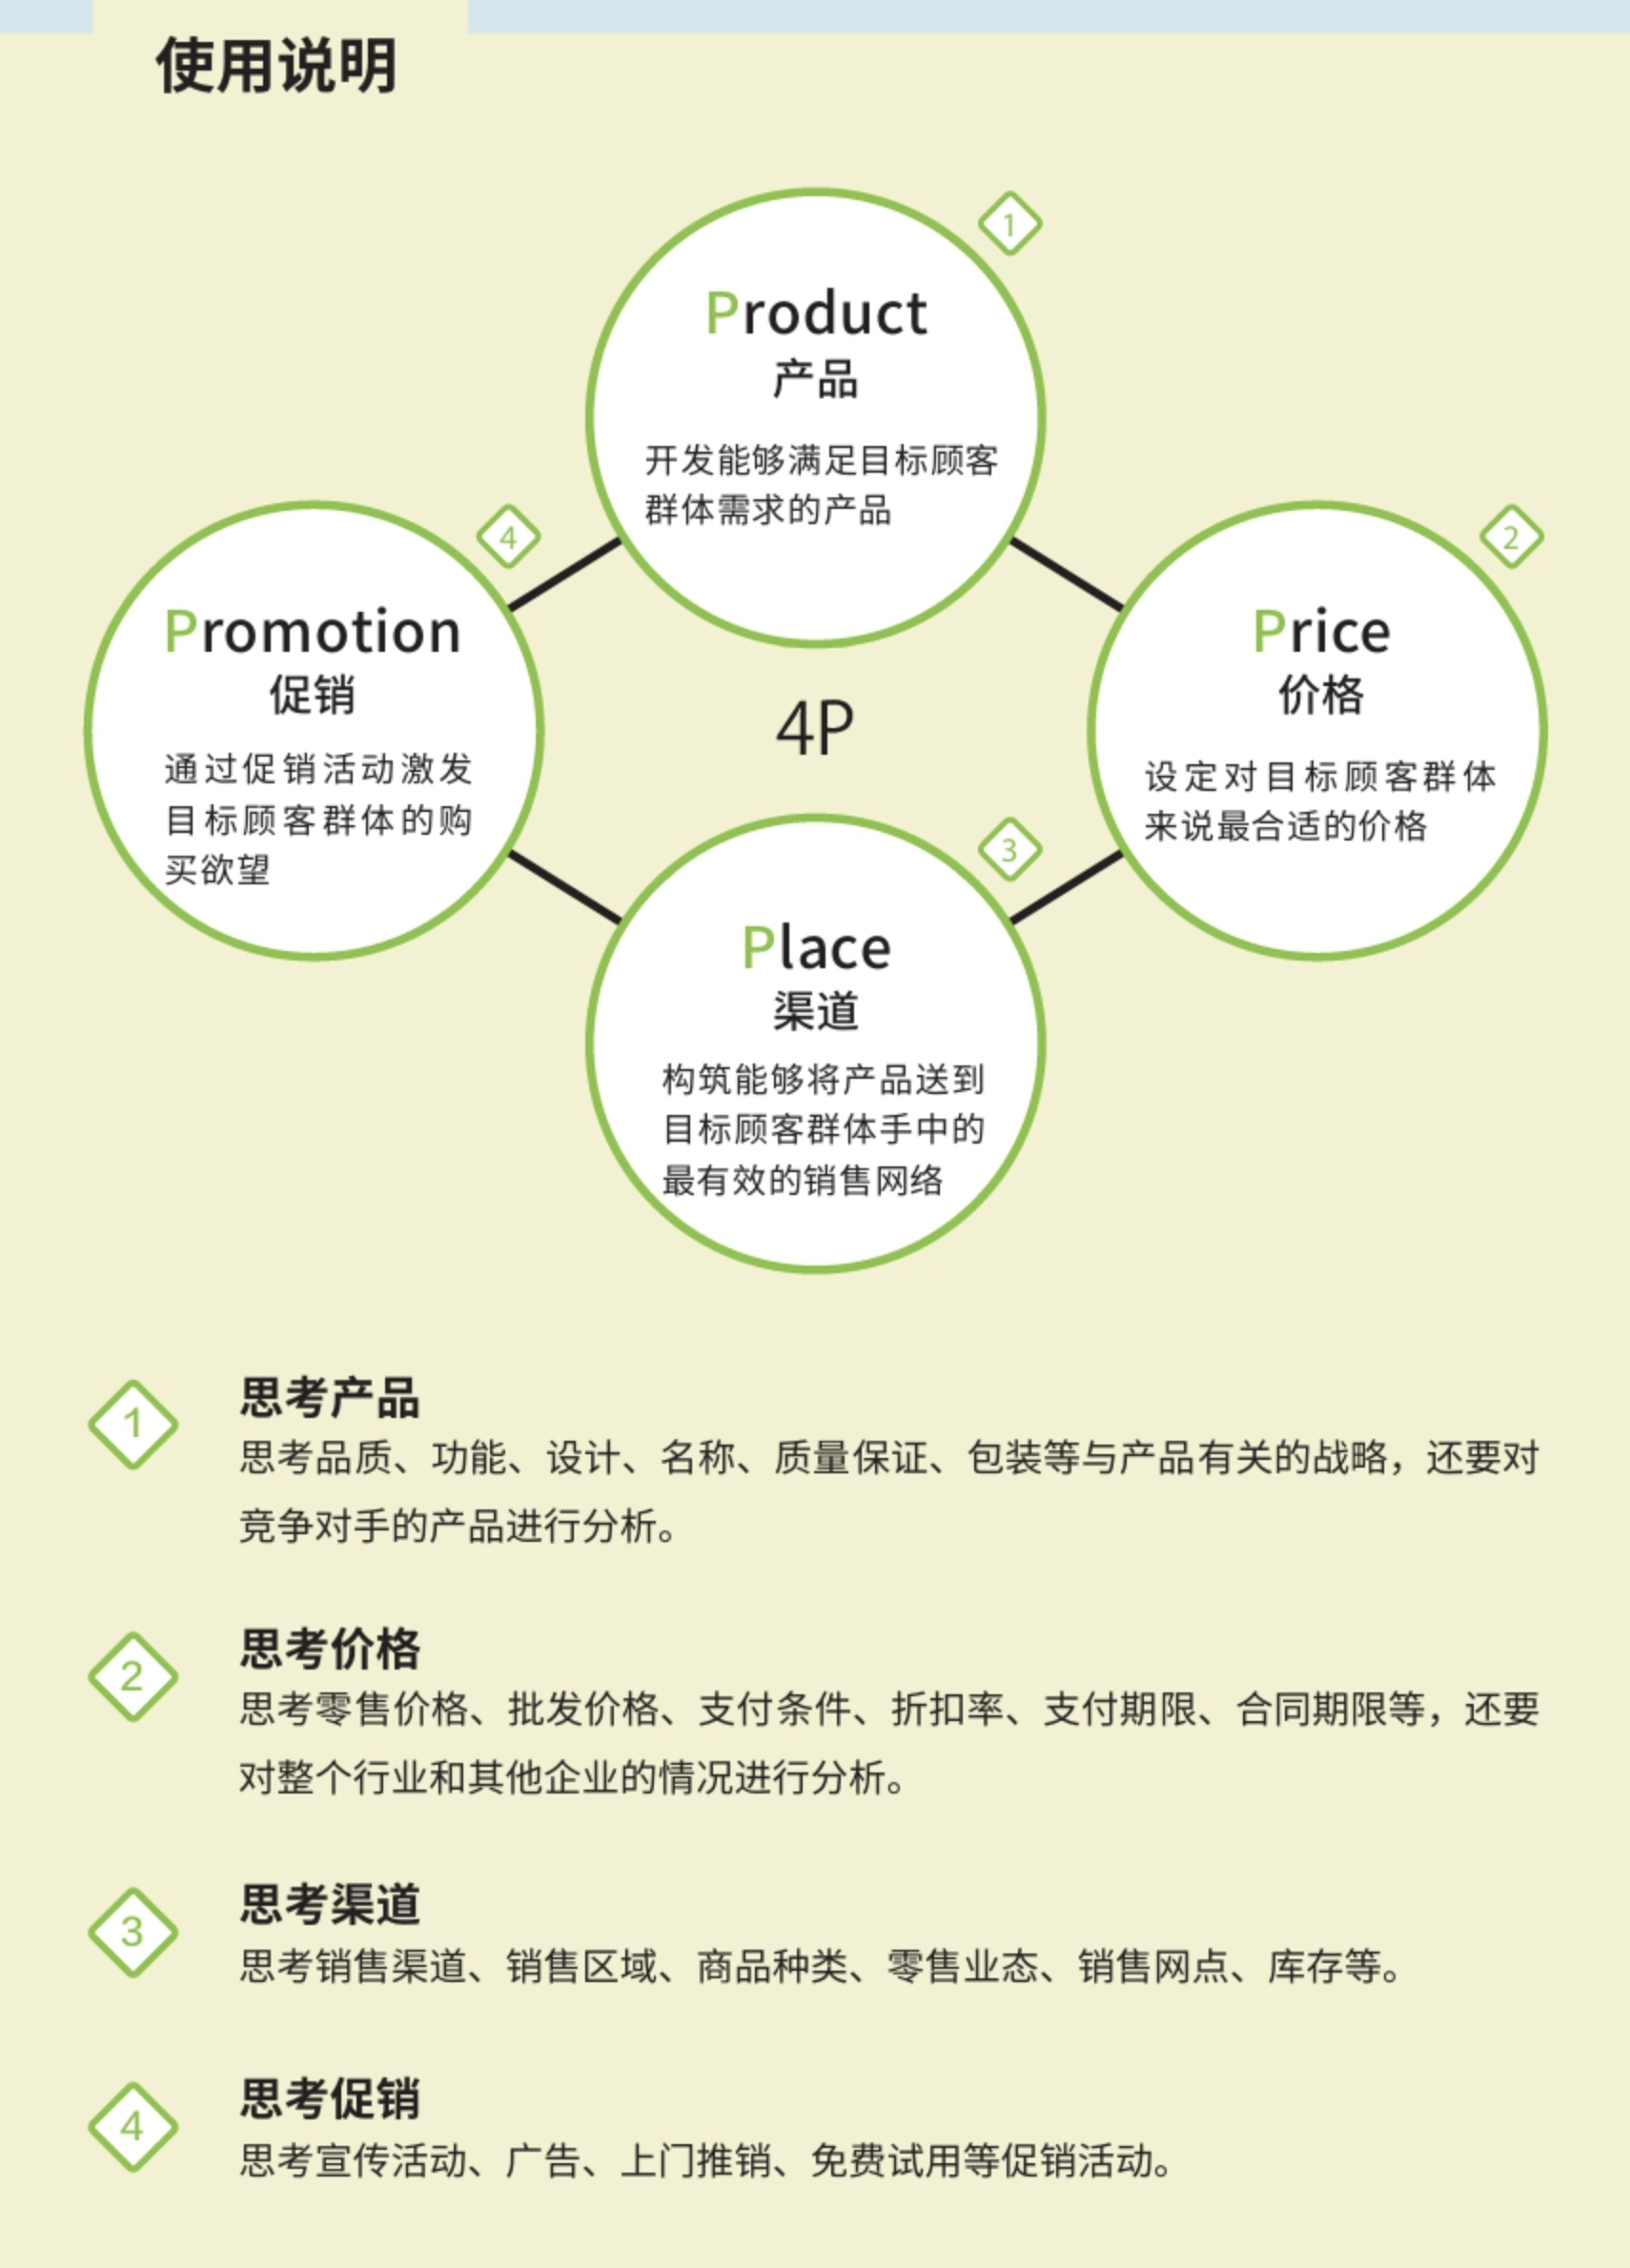 使用说明
1
Product
产品
开发能够满足目标顾客
群体需求的产品
2
Price
价格
设定对目标顾客群体
来说最合适的价格
4
Promotion
促销
通过促销活动激发
目标顾客群体的购
买欲望
4P
3
Place
渠道
构筑能够将产品送到
目标顾客群体手中的
最有效的销售网络
1
思考产品
思考品质、功能、设计、名称、质量保证、包装等与产品有关的战略，还要对
竞争对手的产品进行分析。
2
思考价格
思考零售价格、批发价格、支付条件、折扣率、支付期限、合同期限等，还要
对整个行业和其他企业的情况进行分析。
3
思考渠道
思考销售渠道、销售区域、商品种类、零售业态、销售网点、库存等。
4
思考促销
思考宣传活动、广告、上门推销、免费试用等促销活动。